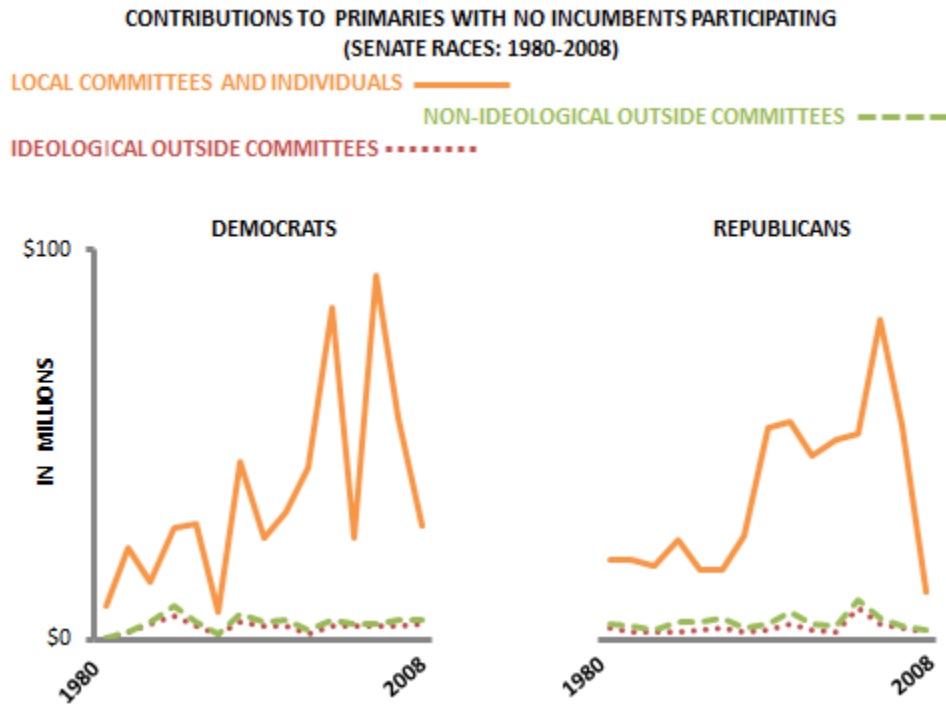 CONTRIBUTIONS TO PRIMARIES WITH NO INCUMBENTS PARTICIPATING
(SENATE RACES: 1980-2008)
LOCAL COMMITTEES AND INDIVIDUALS
NON-IDEOLOGICAL OUTSIDE COMMITTEES
IDEOLOGICAL OUTSIDE COMMITTEES
DEMOCRATS
REPUBLICANS
$100
IN MILLIONS
$0
1980
2008
1980
2008